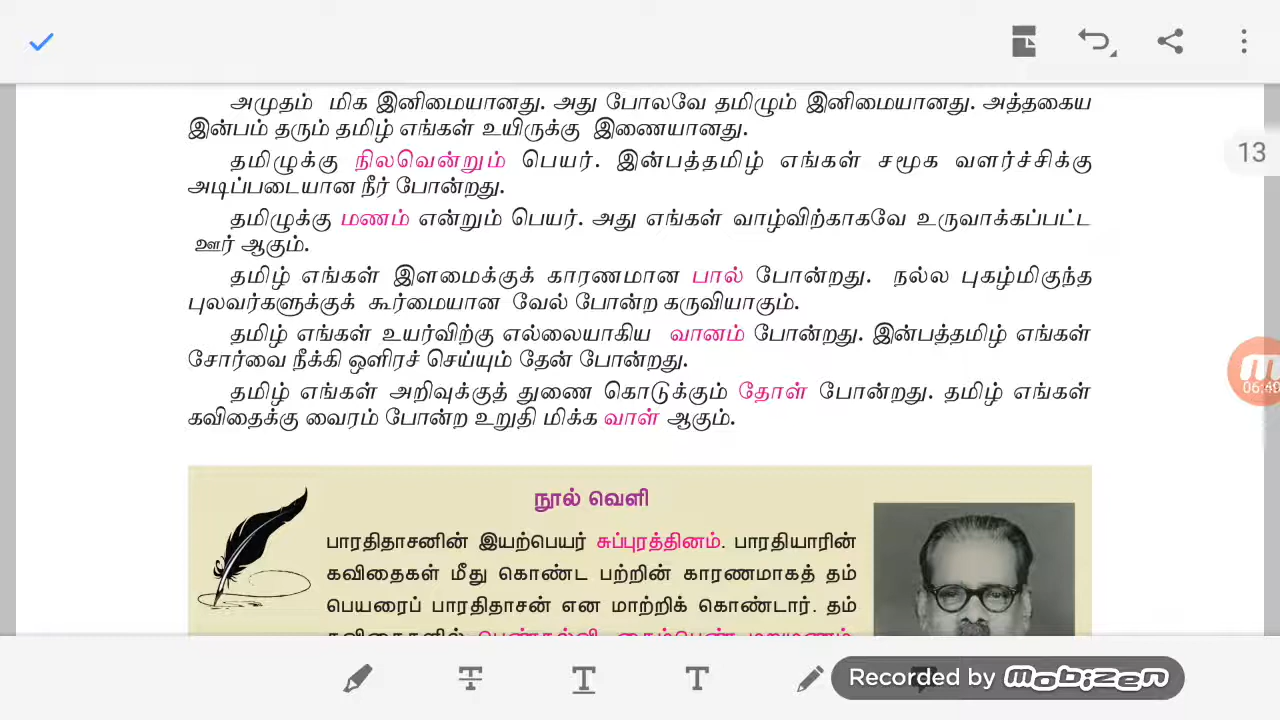 அமுதம் மிக இனிமையானது. அது போலவே தமிழும் இனிமையானது. அத்தகைய
இன்பம் தரும் தமிழ் எங்கள் உயிருக்கு இணையானது.
தமிழுக்கு நிலவென்றும் பெயர். இன்பத்தமிழ் எங்கள் சமூக வளர்ச்சிக்கு
அடிப்படையான நீர் போன்றது.
தமிழுக்கு மணம் என்றும் பெயர். அது எங்கள் வாழ்விற்காகவே உருவாக்கப்பட்ட
ஊர் ஆகும்.
தமிழ் எங்கள் இளமைக்குக் காரணமான பால் போன்றது. நல்ல புகழ்மிகுந்த
புலவர்களுக்குக் கூர்மையான வேல் போன்ற கருவியாகும்.
தமிழ் எங்கள் உயர்விற்கு எல்லையாகிய வானம் போன்றது. இன்பத்தமிழ் எங்கள்
சோர்வை நீக்கி ஒளிரச் செய்யும் தேன் போன்றது.
தமிழ் எங்கள் அறிவுக்குத் துணை கொடுக்கும் தோள் போன்றது. தமிழ் எங்கள்
கவிதைக்கு வைரம் போன்ற உறுதி மிக்க வாள் ஆகும்.
13
06:40
நூல் வெளி
பாரதிதாசனின் இயற்பெயர் சுப்புரத்தினம். பாரதியாரின்
கவிதைகள் மீது கொண்ட பற்றின் காரணமாகத் தம்
பெயரைப் பாரதிதாசன் என மாற்றிக் கொண்டார். தம்
T T T
Recorded by mobizen